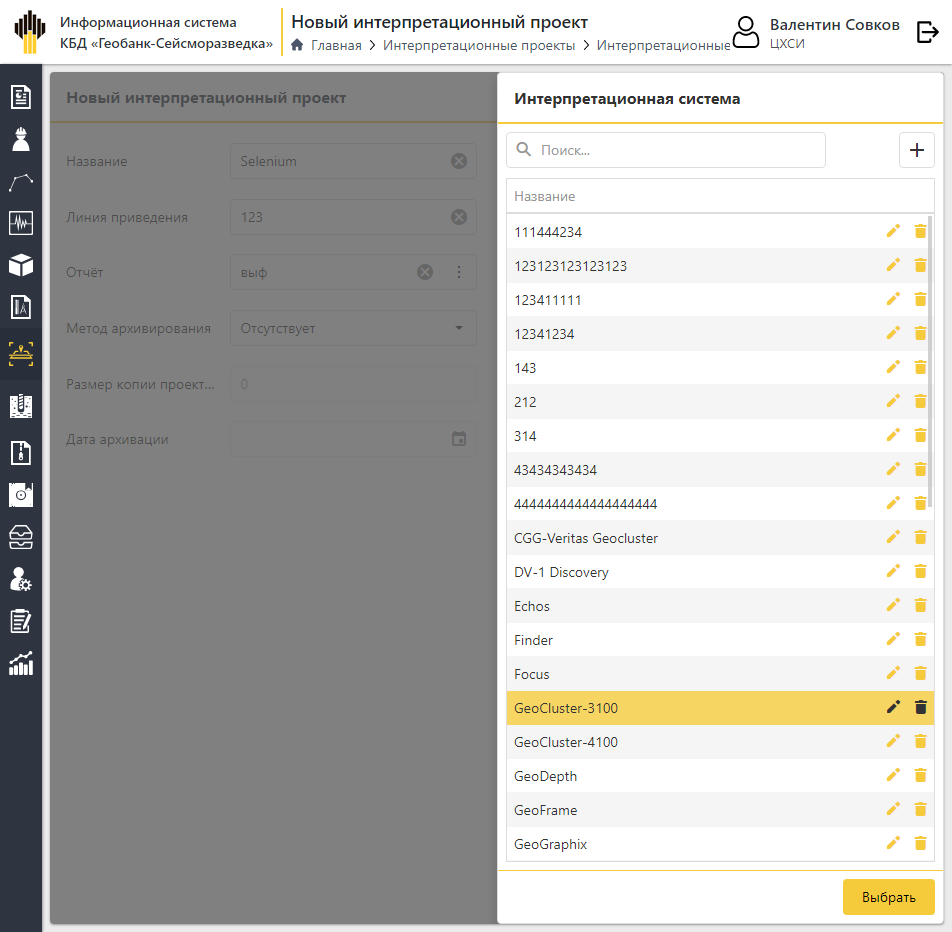 Информационная система
КБД «Геобанк-Сейсморазведка»
Новый интерпретационный проект
Главная > Интерпретационные проекты > Интерпретационные
Валентин Совков
ЦХСИ
Новый интерпретационный проект
Название
Selenium
Линия приведения
123
Отчёт
выф
Метод архивирования
Отсутствует
Размер копии проект...
0
Дата архивации
Интерпретационная система
Поиск...
Название
111444234
123123123123123
123411111
12341234
143
212
314
43434343434
4444444444444444444
CGG-Veritas Geocluster
DV-1 Discovery
Echos
Finder
Focus
GeoCluster-3100
GeoCluster-4100
GeoDepth
GeoFrame
GeoGraphix
Выбрать